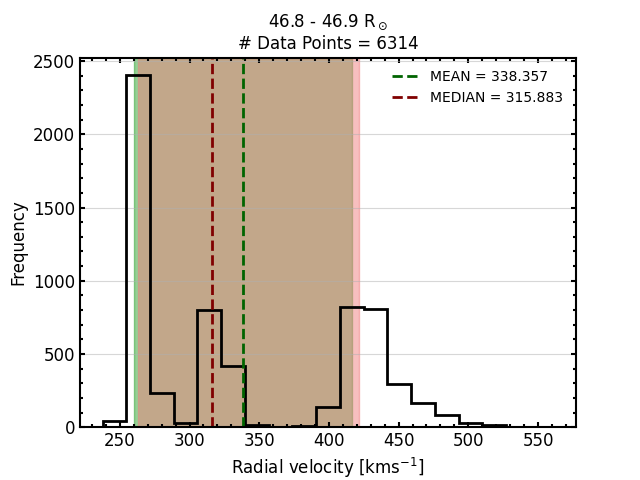 46.8 - 46.9 R⊙
# Data Points = 6314
MEAN = 338.357
MEDIAN = 315.883
Frequency
2500
2000
1500
1000
500
0
250 300 350 400 450 500 550
Radial velocity [kms⁻¹]